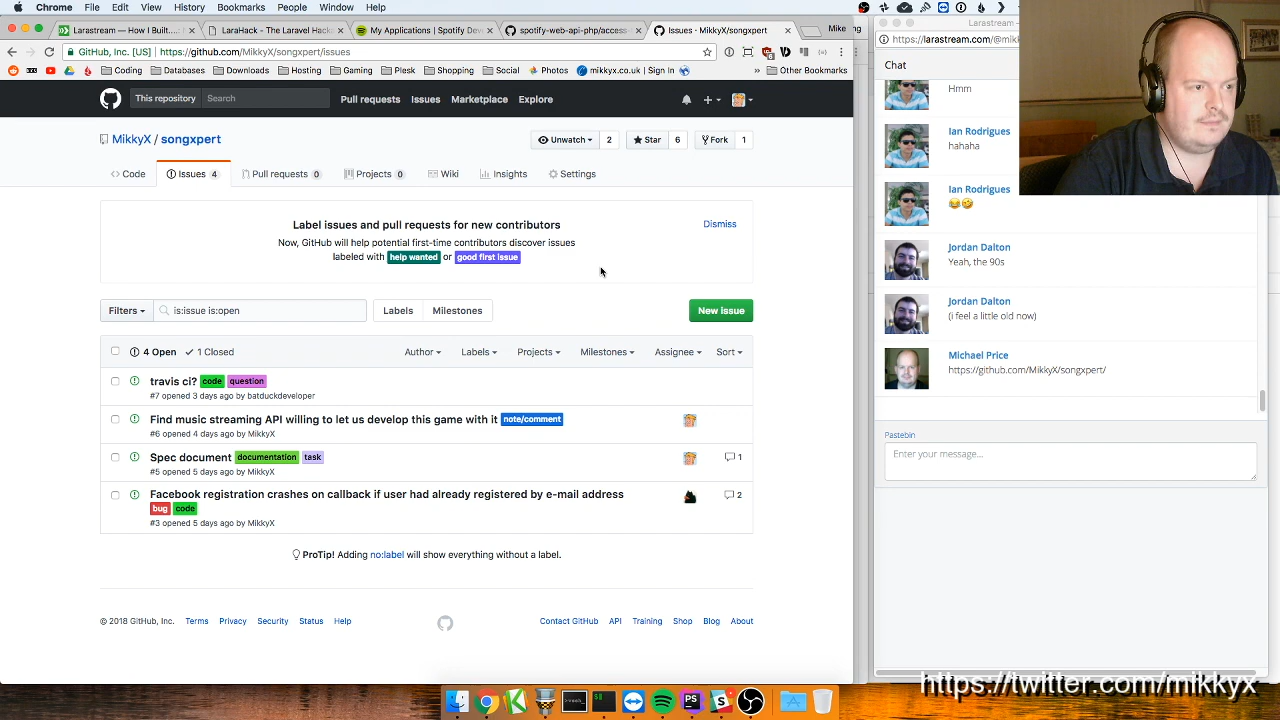 Chrome File Edit View History Bookmarks People Window Help
Larastream — How I Built....
LaraHack - The Laravel Hacka
My Applications | Spotify Dev
spotify-web-api-php/access-
Issues · MikkyX/songxpert
Mike
GitHub, Inc. [US] https://github.com/MikkyX/songxpert/issues
Coding Databases Downloads Hosting Gaming Plesk Shopping Social Photos mikkyx.co.uk | Sign In » Other Bookmarks
This repository Search Pull requests Issues Marketplace Explore
MikkyX / songxpert
Unwatch 2 Star 6 Fork 1
Code Issues 4 Pull requests 0 Projects 0 Wiki Insights Settings
Label issues and pull requests for new contributors
Dismiss
Now, GitHub will help potential first-time contributors discover issues
labeled with help wanted or good first issue
Filters is:issue is:open Labels Milestones New issue
4 Open 1 Closed Author Labels Projects Milestones Assignee Sort
travis ci? code question
#7 opened 3 days ago by batduckdeveloper
Find music streaming API willing to let us develop this game with it note/comment
#6 opened 4 days ago by MikkyX
Spec document documentation task 1
#5 opened 5 days ago by MikkyX
Facebook registration crashes on callback if user had already registered by e-mail address 2
bug code
#3 opened 5 days ago by MikkyX
ProTip! Adding no:label will show everything without a label.
© 2018 GitHub, Inc. Terms Privacy Security Status Help
Contact GitHub API Training Shop Blog About
Larastream —
https://larastream.com/@mikk
Chat
Hmm
Ian Rodrigues
hahaha
Ian Rodrigues
Jordan Dalton
Yeah, the 90s
Jordan Dalton
(i feel a little old now)
Michael Price
https://github.com/MikkyX/songxpert/
Pastebin
Enter your message...
https://twitter.com/mikkyx